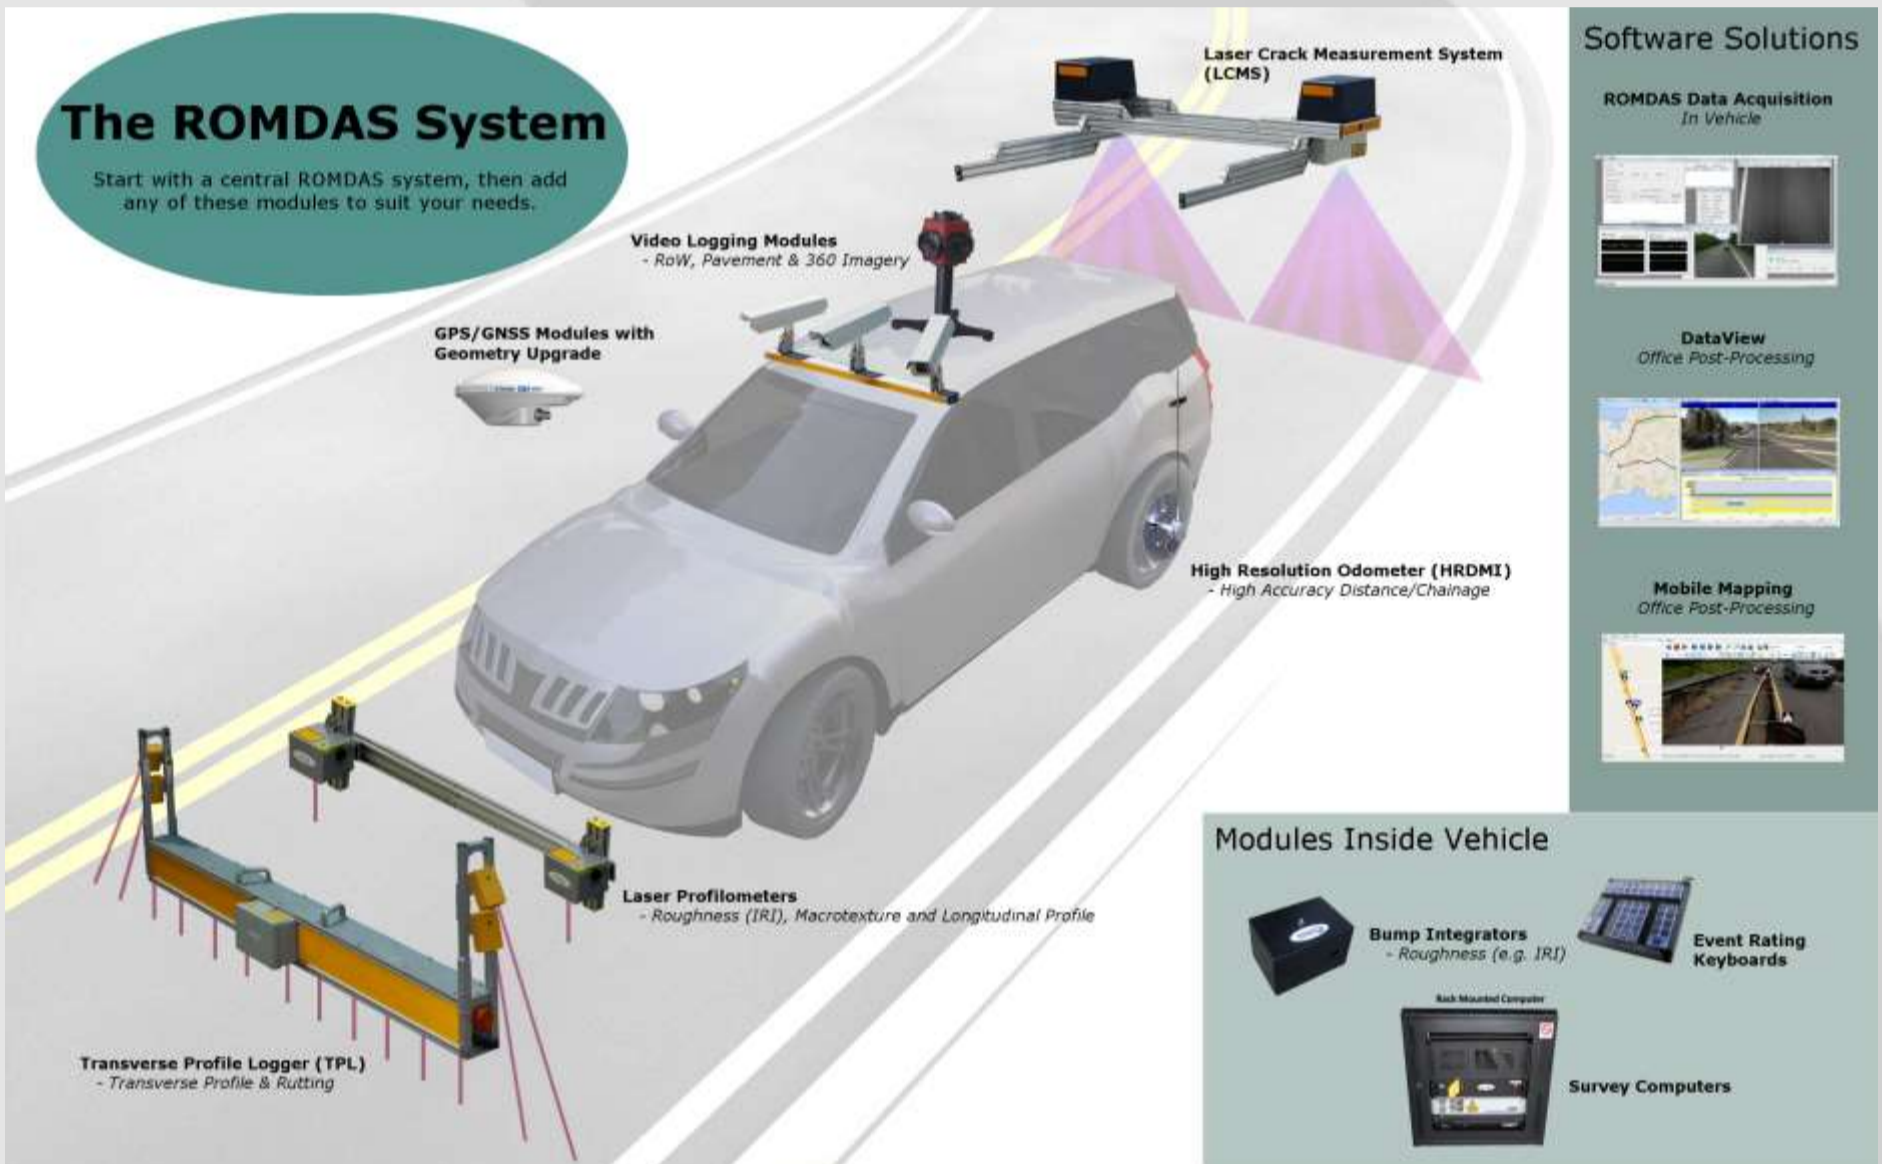 The ROMDAS System
Start with a central ROMDAS system, then add
any of these modules to suit your needs.
Laser Crack Measurement System
(LCMS)
Video Logging Modules
- RoW, Pavement & 360 Imagery
GPS/GNSS Modules with
Geometry Upgrade
High Resolution Odometer (HRDMI)
- High Accuracy Distance/Chainage
Laser Profilometers
- Roughness (IRI), Macrotexture and Longitudinal Profile
Transverse Profile Logger (TPL)
- Transverse Profile & Rutting
Software Solutions
ROMDAS Data Acquisition
In Vehicle
DataView
Office Post-Processing
Mobile Mapping
Office Post-Processing
Modules Inside Vehicle
Bump Integrators
- Roughness (e.g. IRI)
Event Rating
Keyboards
Rack Mounted Computer
Survey Computers